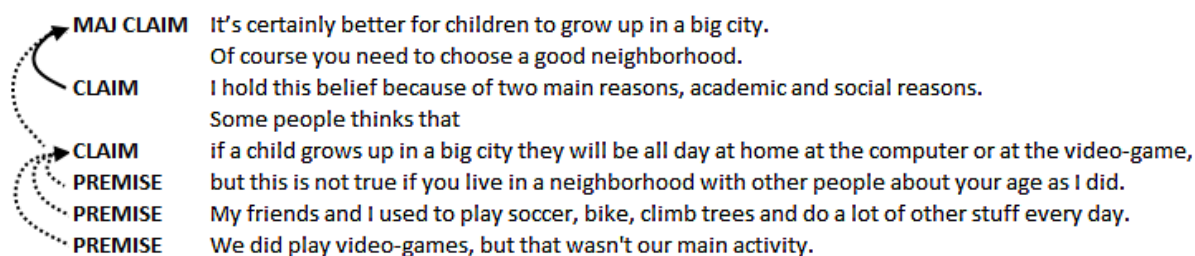 MAJ CLAIM It's certainly better for children to grow up in a big city.
Of course you need to choose a good neighborhood.
CLAIM I hold this belief because of two main reasons, academic and social reasons.
Some people thinks that
CLAIM if a child grows up in a big city they will be all day at home at the computer or at the video-game,
PREMISE but this is not true if you live in a neighborhood with other people about your age as I did.
PREMISE My friends and I used to play soccer, bike, climb trees and do a lot of other stuff every day.
PREMISE We did play video-games, but that wasn't our main activity.